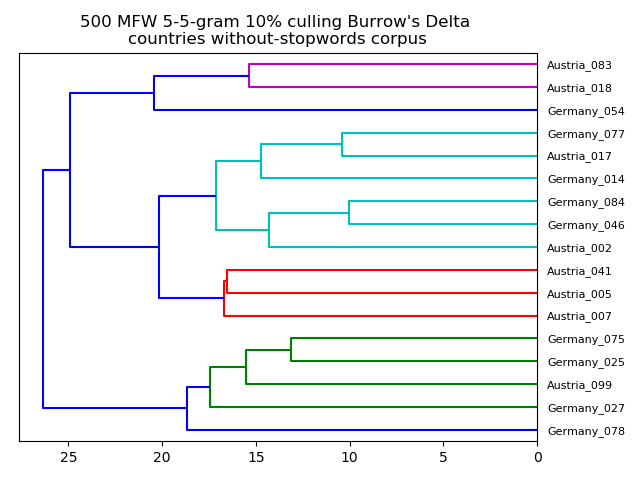 500 MFW 5-5-gram 10% culling Burrow's Delta
countries without-stopwords corpus
Austria_083
Austria_018
Germany_054
Germany_077
Austria_017
Germany_014
Germany_084
Germany_046
Austria_002
Austria_041
Austria_005
Austria_007
Germany_075
Germany_025
Austria_099
Germany_027
Germany_078
25 20 15 10 5 0